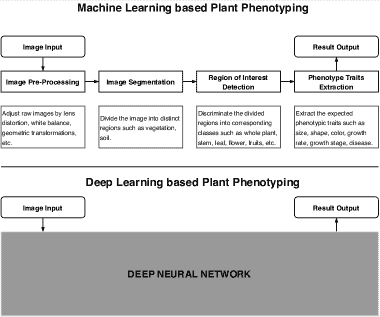 Machine Learning based Plant Phenotyping
Image Input
Result Output
Image Pre-Processing
Image Segmentation
Region of Interest
Detection
Phenotype Traits
Extraction
Adjust raw images by lens
distortion, white balance,
geometric transformations,
etc.
Divide the image into distinct
regions such as vegetation,
soil.
Discriminate the divided
regions into corresponding
classes such as whole plant,
stem, leaf, flower, fruits, etc.
Extract the expected
phenotypic traits such as
size, shape, color, growth
rate, growth stage, disease.
Deep Learning based Plant Phenotyping
Image Input
Result Output
DEEP NEURAL NETWORK